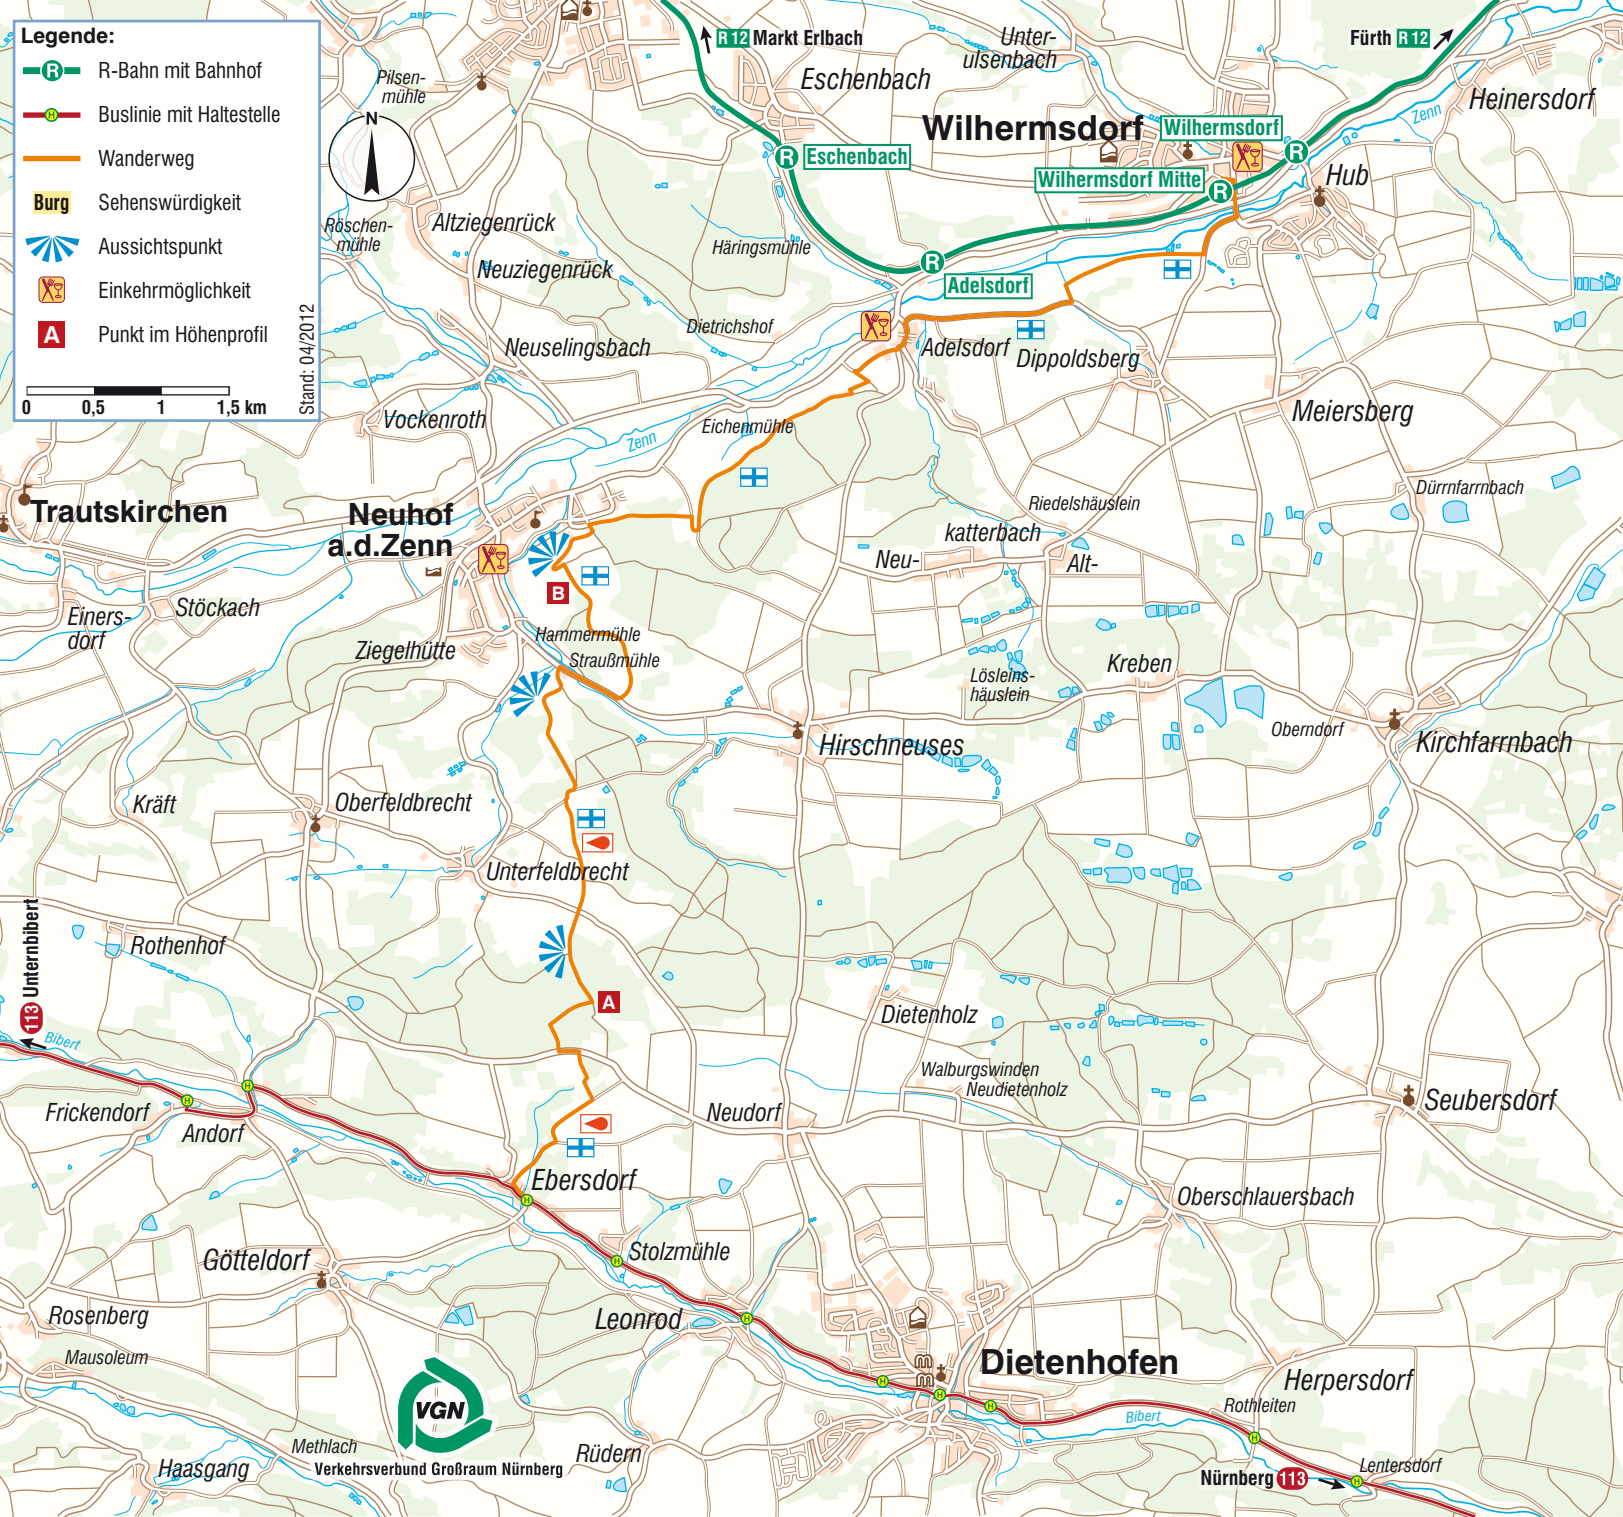 Legende:
R
R-Bahn mit Bahnhof
H
Buslinie mit Haltestelle
Wanderweg
Burg
Sehenswürdigkeit
Aussichtspunkt
Einkehrmöglichkeit
A
Punkt im Höhenprofil
0
0,5
1
1,5 km
Stand: 04/2012
N
R 12 Markt Erlbach
Fürth R 12
Unter-
ulsenbach
Eschenbach
Heinersdorf
Zenn
Pilsen-
mühle
Wilhermsdorf
Wilhermsdorf
R
R
Eschenbach
Wilhermsdorf Mitte
R
Hub
Röschen-
mühle
Altziegenrück
Neuziegenrück
Häringsmühle
R
Adelsdorf
Dietrichshof
Neuselingsbach
Adelsdorf
Dippoldsberg
Vockenroth
Eichenmühle
Zenn
Meiersberg
Dürrnfarrnbach
Riedelshäuslein
Trautskirchen
Neuhof
a.d.Zenn
katterbach
Neu-
Alt-
B
Einers-
dorf
Stöckach
Hammermühle
Ziegelhütte
Straußmühle
Lösleins-
häuslein
Kreben
Hirschneuses
Oberndorf
Kirchfarrnbach
Kräft
Oberfeldbrecht
Unterfeldbrecht
113 Unternbibert
Rothenhof
A
Dietenholz
Bibert
Walburgswinden
Neudietenholz
H
H
Frickendorf
Andorf
Neudorf
Seubersdorf
Ebersdorf
H
Oberschlauersbach
Götteldorf
H
Stolzmühle
Rosenberg
Leonrod
H
Mausoleum
Dietenhofen
H
H
H
Herpersdorf
Rothleiten
Bibert
H
VGN
Verkehrsverbund Großraum Nürnberg
Methlach
Haasgang
Rüdern
Nürnberg 113
H
Lentersdorf